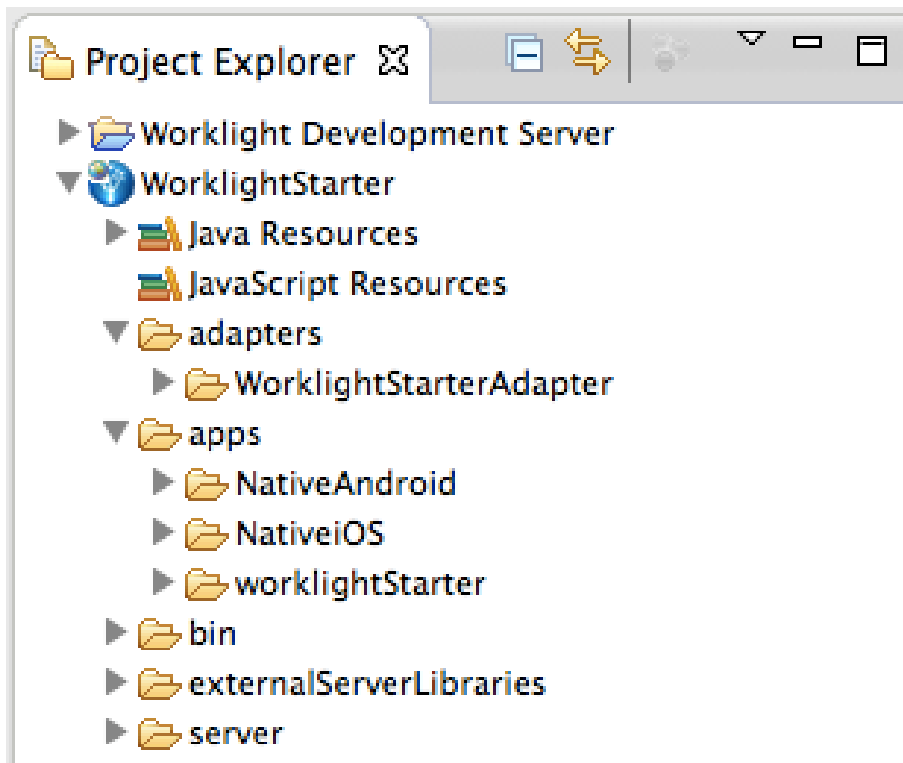 Project Explorer
Worklight Development Server
WorklightStarter
Java Resources
JavaScript Resources
adapters
WorklightStarterAdapter
apps
NativeAndroid
NativeiOS
worklightStarter
bin
externalServerLibraries
server